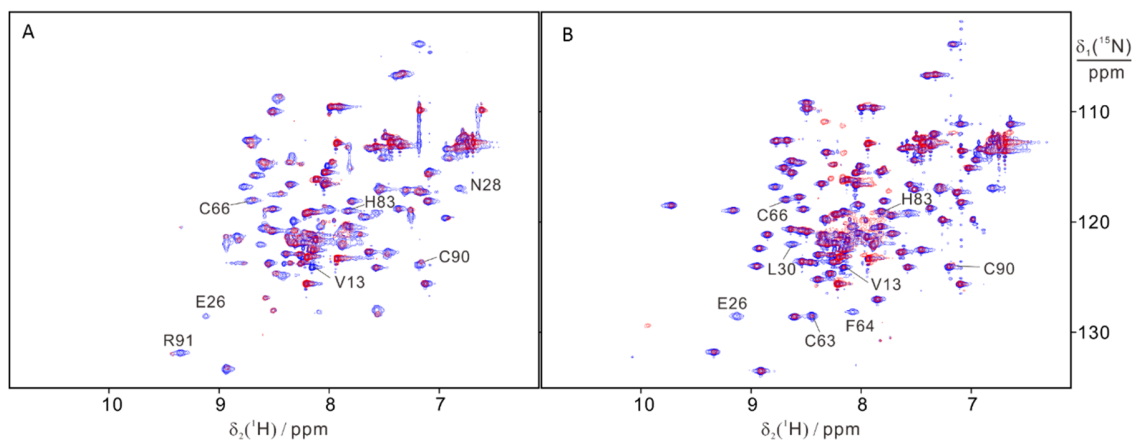 A
B
δ₁(¹⁵N)
ppm
110
N28
C66
H83
C66
H83
120
C90
L30
C90
V13
V13
E26
E26
F64
R91
C63
130
10 9 8 7 10 9 8 7
δ₂(¹H) / ppm δ₂(¹H) / ppm